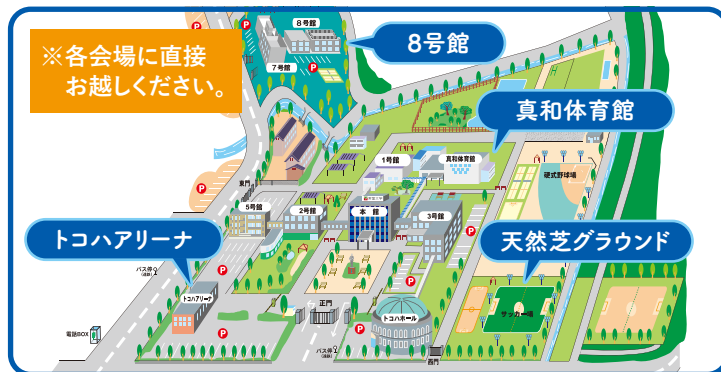 ※各会場に直接
お越しください。
8号館
真和体育館
トコハアリーナ
天然芝グラウンド
P
8号館
7号館
P
P
P
1号館
真和体育館
硬式野球場
東門
5号館
2号館
本館
3号館
P
P
P
バス停
トコハアリーナ
正門
トコハホール
サッカー場
電話BOX
P
バス停
P
西門